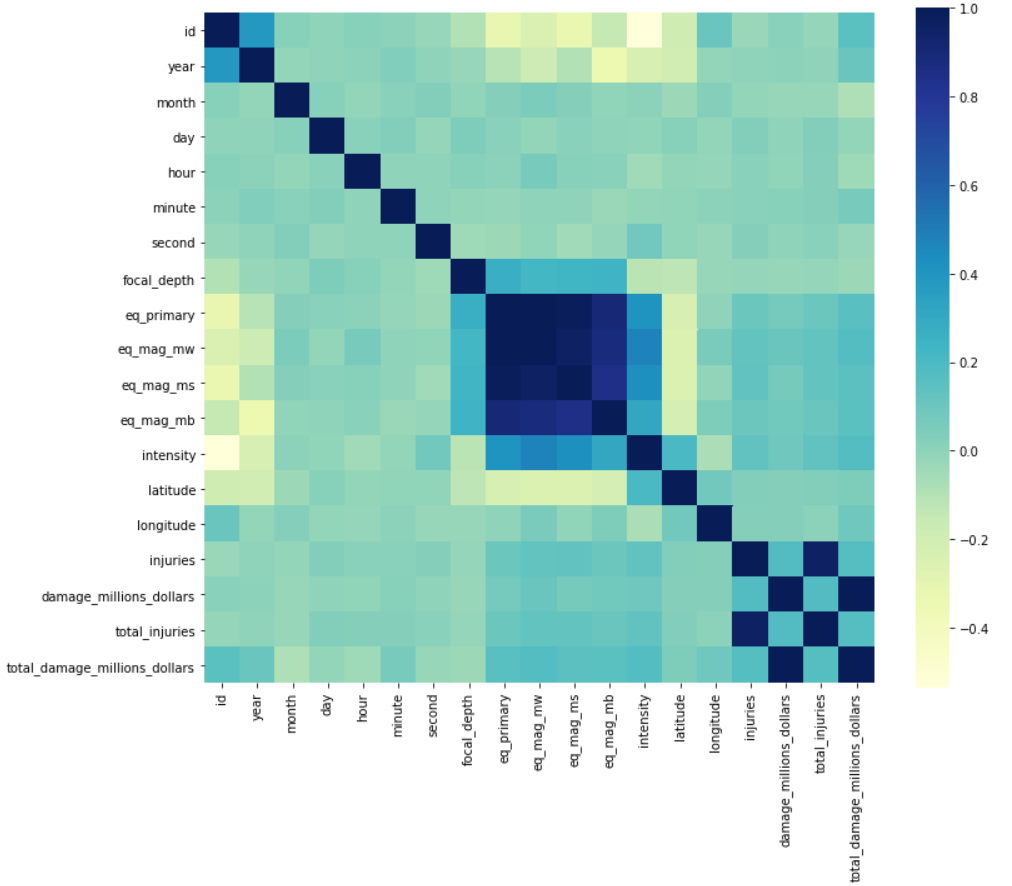 id
year
month
day
hour
minute
second
focal_depth
eq_primary
eq_mag_mw
eq_mag_ms
eq_mag_mb
intensity
latitude
longitude
injuries
damage_millions_dollars
total_injuries
total_damage_millions_dollars
id
year
month
day
hour
minute
second
focal_depth
eq_primary
eq_mag_mw
eq_mag_ms
eq_mag_mb
intensity
latitude
longitude
injuries
damage_millions_dollars
total_injuries
total_damage_millions_dollars
1.0
0.8
0.6
0.4
0.2
0.0
−0.2
−0.4